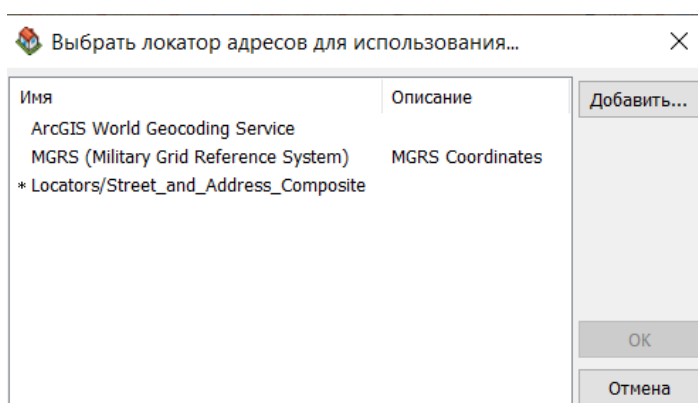 Выбрать локатор адресов для использования...
Имя Описание Добавить...
ArcGIS World Geocoding Service
MGRS (Military Grid Reference System) MGRS Coordinates
* Locators/Street_and_Address_Composite
OK
Отмена